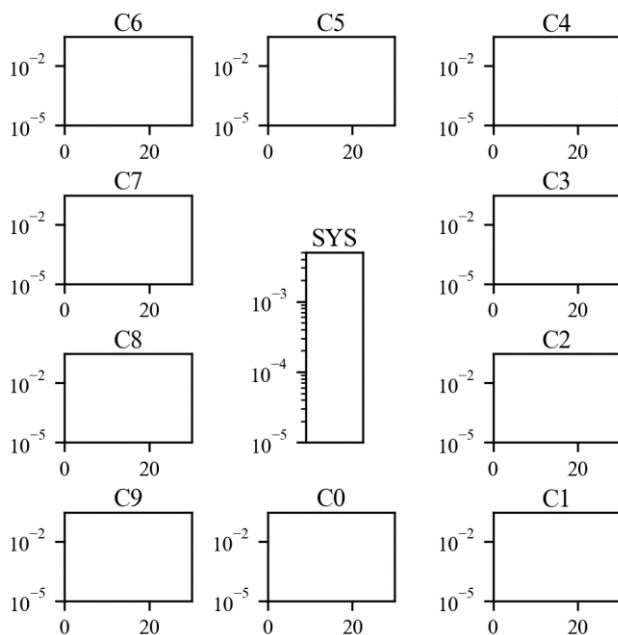 C6 C5 C4
10⁻² 10⁻² 10⁻²
10⁻⁵ 10⁻⁵ 10⁻⁵
0 20 0 20 0 20
C7 C3
10⁻² 10⁻²
10⁻⁵ 10⁻⁵
0 20 0 20
SYS
10⁻³
10⁻⁴
10⁻⁵
C8 C2
10⁻² 10⁻²
10⁻⁵ 10⁻⁵
0 20 0 20
C9 C0 C1
10⁻² 10⁻² 10⁻²
10⁻⁵ 10⁻⁵ 10⁻⁵
0 20 0 20 0 20